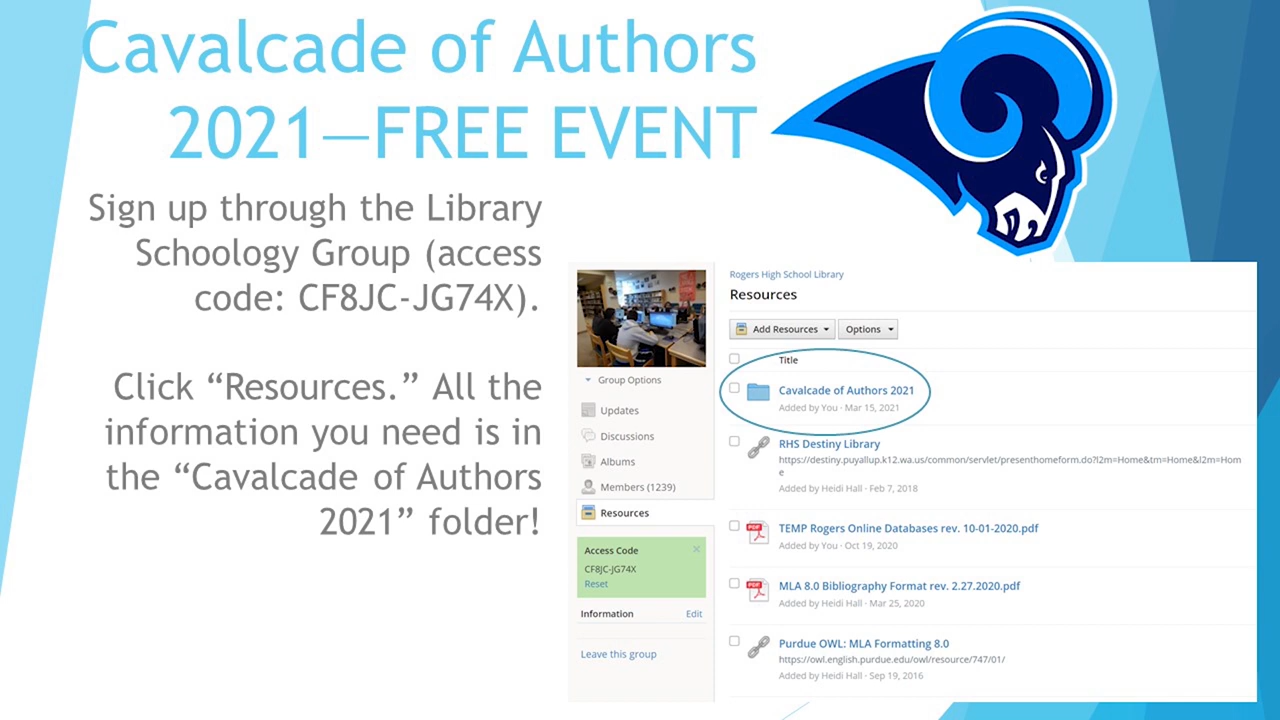 Cavalcade of Authors
2021—FREE EVENT
Sign up through the Library
Schoology Group (access
code: CF8JC-JG74X).
Click “Resources.” All the
information you need is in
the “Cavalcade of Authors
2021” folder!
Group Options
Updates
Discussions
Albums
Members (1239)
Resources
Access Code
CF8JC-JG74X
Reset
Information Edit
Leave this group
Rogers High School Library
Resources
Add Resources Options
Title
Cavalcade of Authors 2021
Added by You · Mar 15, 2021
RHS Destiny Library
https://destiny.puyallup.k12.wa.us/common/servlet/presenthomeform.do?l2m=Home&tm=Home&l2m=Hom
e
Added by Heidi Hall · Feb 7, 2018
PDF TEMP Rogers Online Databases rev. 10-01-2020.pdf
Added by You · Oct 19, 2020
PDF MLA 8.0 Bibliography Format rev. 2.27.2020.pdf
Added by Heidi Hall · Mar 25, 2020
Purdue OWL: MLA Formatting 8.0
https://owl.english.purdue.edu/owl/resource/747/01/
Added by Heidi Hall · Sep 19, 2016